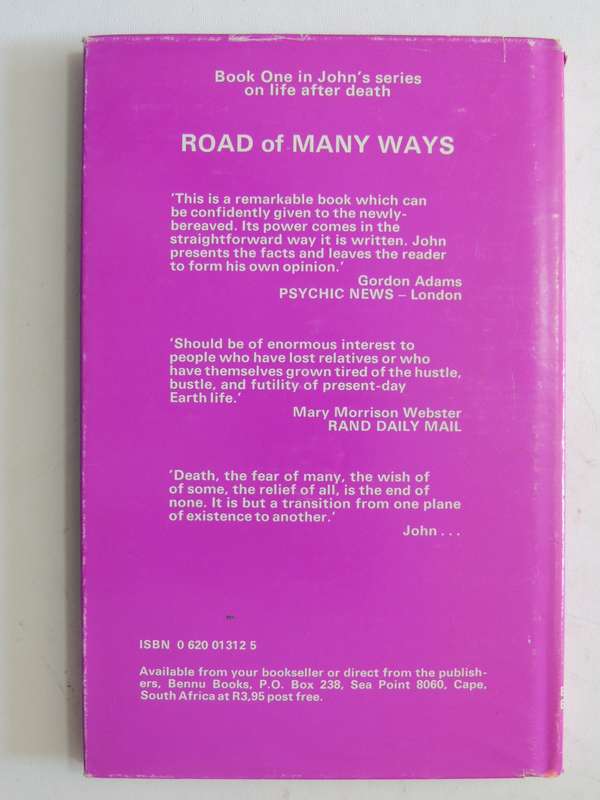 Book One in John's series
on life after death
ROAD of MANY WAYS
'This is a remarkable book which can
be confidently given to the newly-
bereaved. Its power comes in the
straightforward way it is written. John
presents the facts and leaves the reader
to form his own opinion.'
Gordon Adams
PSYCHIC NEWS – London
'Should be of enormous interest to
people who have lost relatives or who
have themselves grown tired of the hustle,
bustle, and futility of present-day
Earth life.'
Mary Morrison Webster
RAND DAILY MAIL
'Death, the fear of many, the wish of
of some, the relief of all, is the end of
none. It is but a transition from one plane
of existence to another.'
John . . .
ISBN 0 620 01312 5
Available from your bookseller or direct from the publish-
ers, Bennu Books, P.O. Box 238, Sea Point 8060, Cape,
South Africa at R3,95 post free.